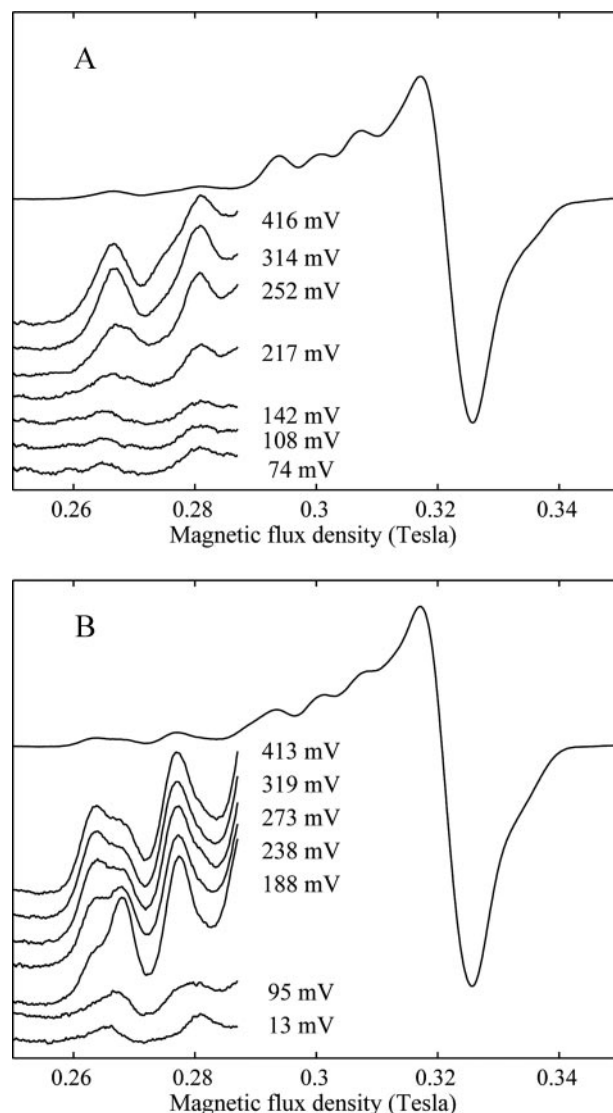 A
416 mV
314 mV
252 mV
217 mV
142 mV
108 mV
74 mV
0.26 0.28 0.3 0.32 0.34
Magnetic flux density (Tesla)
B
413 mV
319 mV
273 mV
238 mV
188 mV
95 mV
13 mV
0.26 0.28 0.3 0.32 0.34
Magnetic flux density (Tesla)